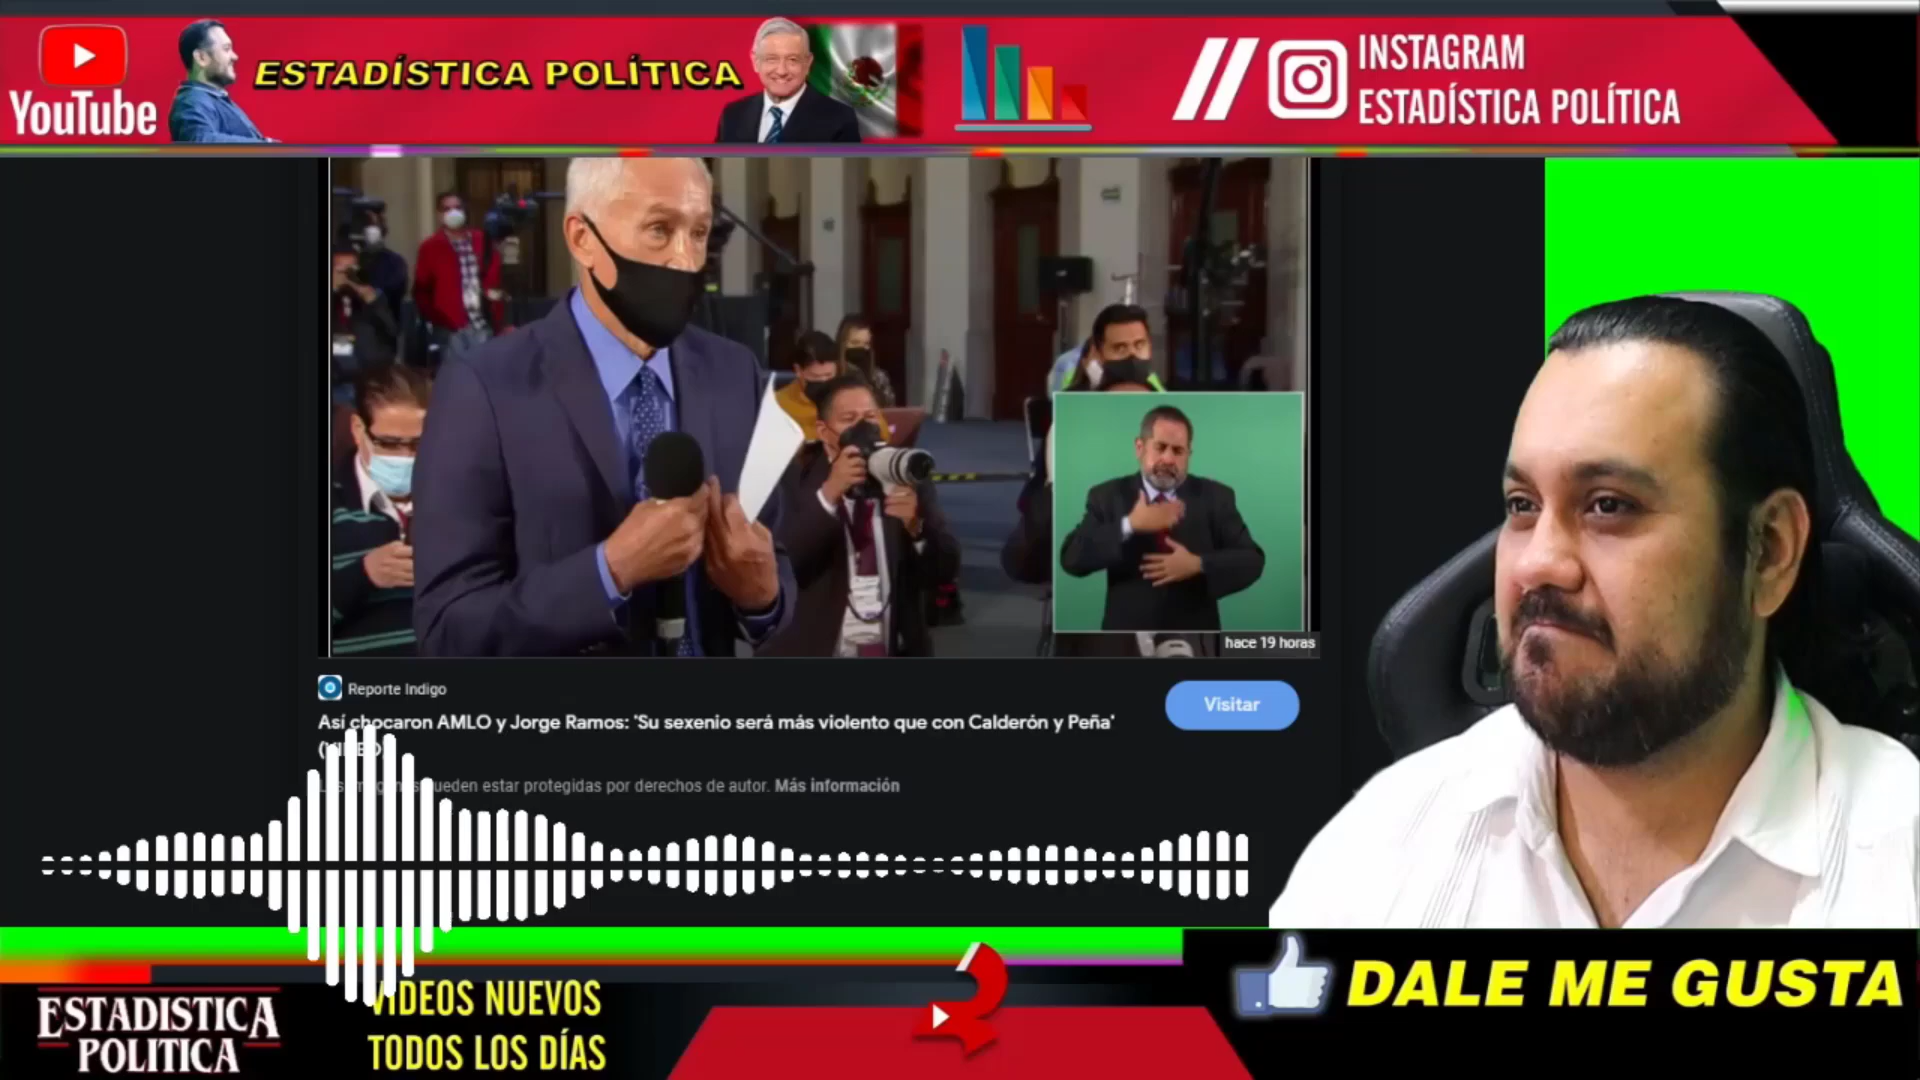 YouTube
ESTADÍSTICA POLÍTICA
INSTAGRAM
ESTADÍSTICA POLÍTICA
hace 19 horas
Reporte Indigo
Visitar
Así chocaron AMLO y Jorge Ramos: 'Su sexenio será más violento que con Calderón y Peña'
pueden estar protegidas por derechos de autor. Más información
ESTADISTICA
POLITICA
VIDEOS NUEVOS
TODOS LOS DÍAS
DALE ME GUSTA